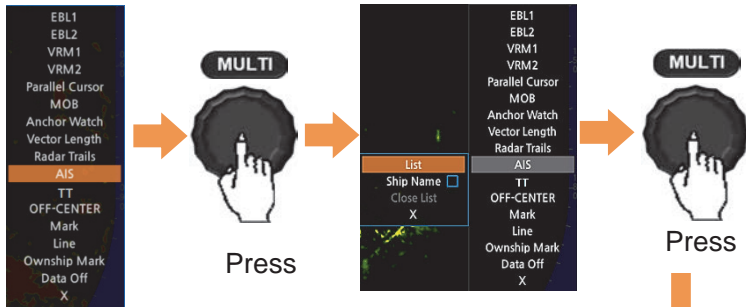 EBL1
EBL2
VRM1
VRM2
Parallel Cursor
MOB
Anchor Watch
Vector Length
Radar Trails
AIS
TT
OFF-CENTER
Mark
Line
Ownship Mark
Data Off
X
MULTI
Press
List
Ship Name
Close List
X
EBL1
EBL2
VRM1
VRM2
Parallel Cursor
MOB
Anchor Watch
Vector Length
Radar Trails
AIS
TT
OFF-CENTER
Mark
Line
Ownship Mark
Data Off
X
MULTI
Press